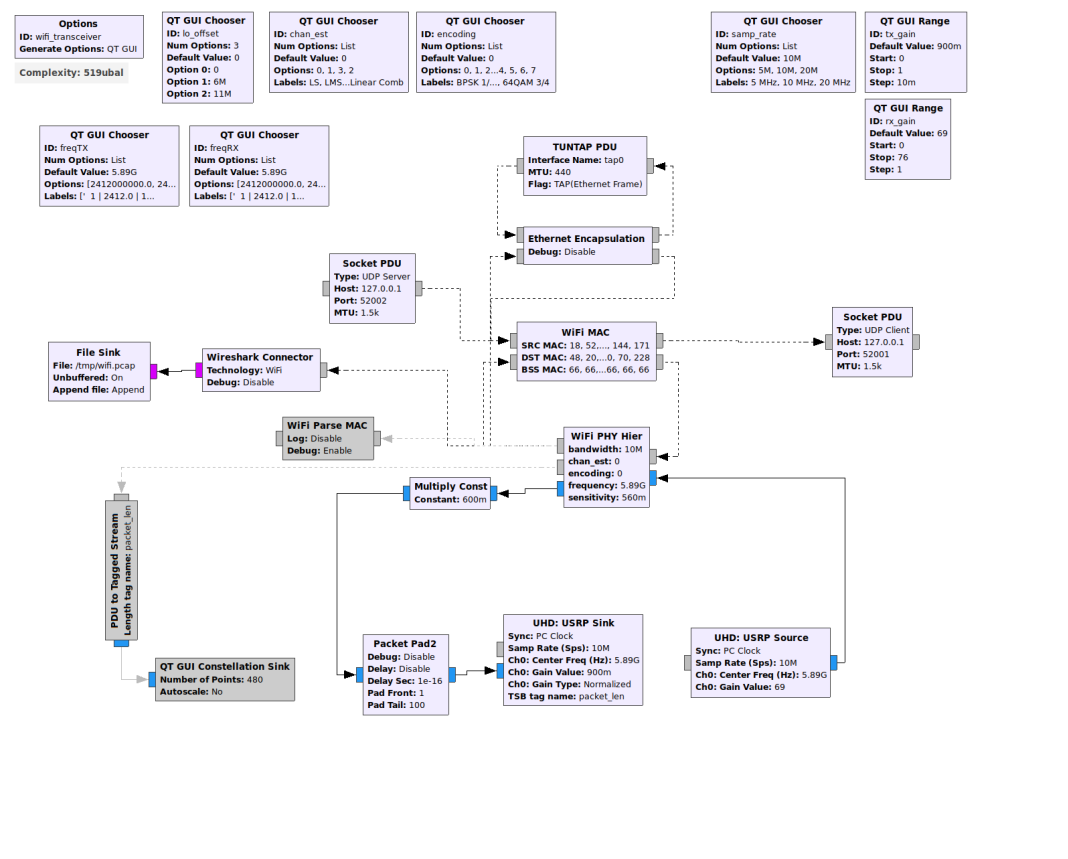 Options
ID: wifi_transceiver
Generate Options: QT GUI
Complexity: 519ubal
QT GUI Chooser
ID: lo_offset
Num Options: 3
Default Value: 0
Option 0: 0
Option 1: 6M
Option 2: 11M
QT GUI Chooser
ID: chan_est
Num Options: List
Default Value: 0
Options: 0, 1, 3, 2
Labels: LS, LMS...Linear Comb
QT GUI Chooser
ID: encoding
Num Options: List
Default Value: 0
Options: 0, 1, 2...4, 5, 6, 7
Labels: BPSK 1/..., 64QAM 3/4
QT GUI Chooser
ID: samp_rate
Num Options: List
Default Value: 10M
Options: 5M, 10M, 20M
Labels: 5 MHz, 10 MHz, 20 MHz
QT GUI Range
ID: tx_gain
Default Value: 900m
Start: 0
Stop: 1
Step: 10m
QT GUI Range
ID: rx_gain
Default Value: 69
Start: 0
Stop: 76
Step: 1
QT GUI Chooser
ID: freqTX
Num Options: List
Default Value: 5.89G
Options: [2412000000.0, 24...
Labels: ['  1 | 2412.0 | 1...
QT GUI Chooser
ID: freqRX
Num Options: List
Default Value: 5.89G
Options: [2412000000.0, 24...
Labels: ['  1 | 2412.0 | 1...
TUNTAP PDU
Interface Name: tap0
MTU: 440
Flag: TAP(Ethernet Frame)
Ethernet Encapsulation
Debug: Disable
Socket PDU
Type: UDP Server
Host: 127.0.0.1
Port: 52002
MTU: 1.5k
WiFi MAC
SRC MAC: 18, 52,..., 144, 171
DST MAC: 48, 20,...0, 70, 228
BSS MAC: 66, 66,...66, 66, 66
Socket PDU
Type: UDP Client
Host: 127.0.0.1
Port: 52001
MTU: 1.5k
File Sink
File: /tmp/wifi.pcap
Unbuffered: On
Append file: Append
Wireshark Connector
Technology: WiFi
Debug: Disable
WiFi Parse MAC
Log: Disable
Debug: Enable
WiFi PHY Hier
bandwidth: 10M
chan_est: 0
encoding: 0
frequency: 5.89G
sensitivity: 560m
Multiply Const
Constant: 600m
PDU to Tagged Stream
Length tag name: packet_len
QT GUI Constellation Sink
Number of Points: 480
Autoscale: No
Packet Pad2
Debug: Disable
Delay: Disable
Delay Sec: 1e-16
Pad Front: 1
Pad Tail: 100
UHD: USRP Sink
Sync: PC Clock
Samp Rate (Sps): 10M
Ch0: Center Freq (Hz): 5.89G
Ch0: Gain Value: 900m
Ch0: Gain Type: Normalized
TSB tag name: packet_len
UHD: USRP Source
Sync: PC Clock
Samp Rate (Sps): 10M
Ch0: Center Freq (Hz): 5.89G
Ch0: Gain Value: 69